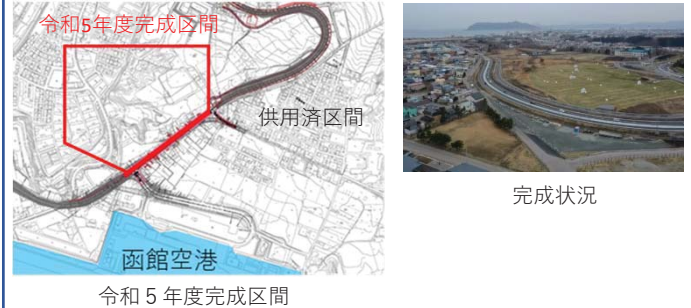 令和5年度完成区間
供用済区間
函館空港
令和５年度完成区間
完成状況